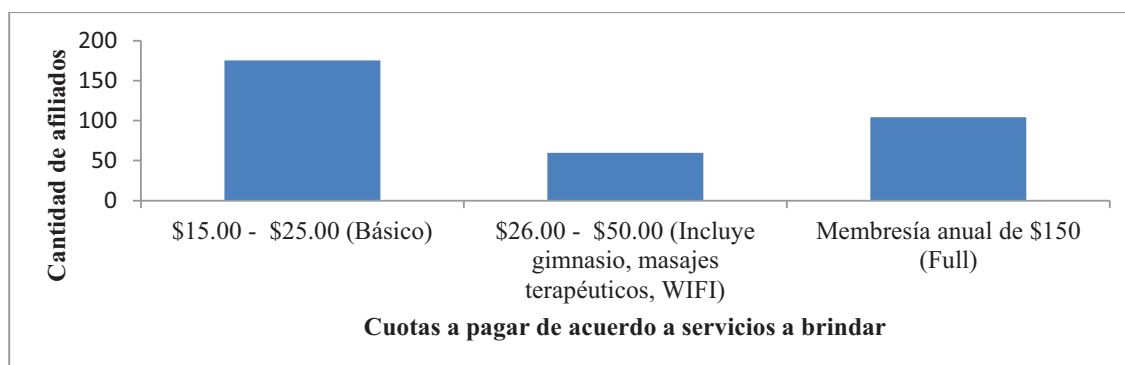 Cantidad de afiliados
200
150
100
50
0
$15.00 - $25.00 (Básico)
$26.00 - $50.00 (Incluye
gimnasio, masajes
terapéuticos, WIFI)
Membresía anual de $150
(Full)
Cuotas a pagar de acuerdo a servicios a brindar